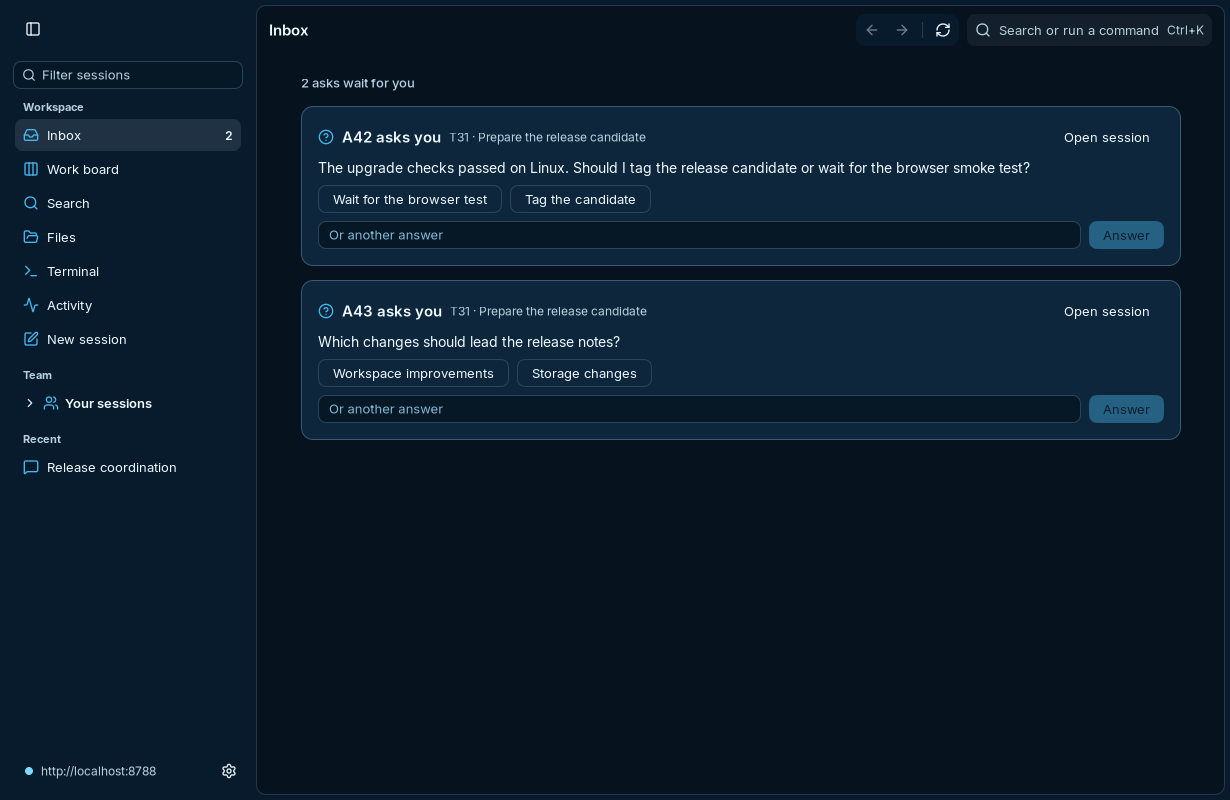 Inbox
Search or run a command Ctrl+K
Filter sessions
Workspace
Inbox 2
Work board
Search
Files
Terminal
Activity
New session
Team
Your sessions
Recent
Release coordination
http://localhost:8788
2 asks wait for you
A42 asks you T31 · Prepare the release candidate Open session
The upgrade checks passed on Linux. Should I tag the release candidate or wait for the browser smoke test?
Wait for the browser test Tag the candidate
Or another answer Answer
A43 asks you T31 · Prepare the release candidate Open session
Which changes should lead the release notes?
Workspace improvements Storage changes
Or another answer Answer